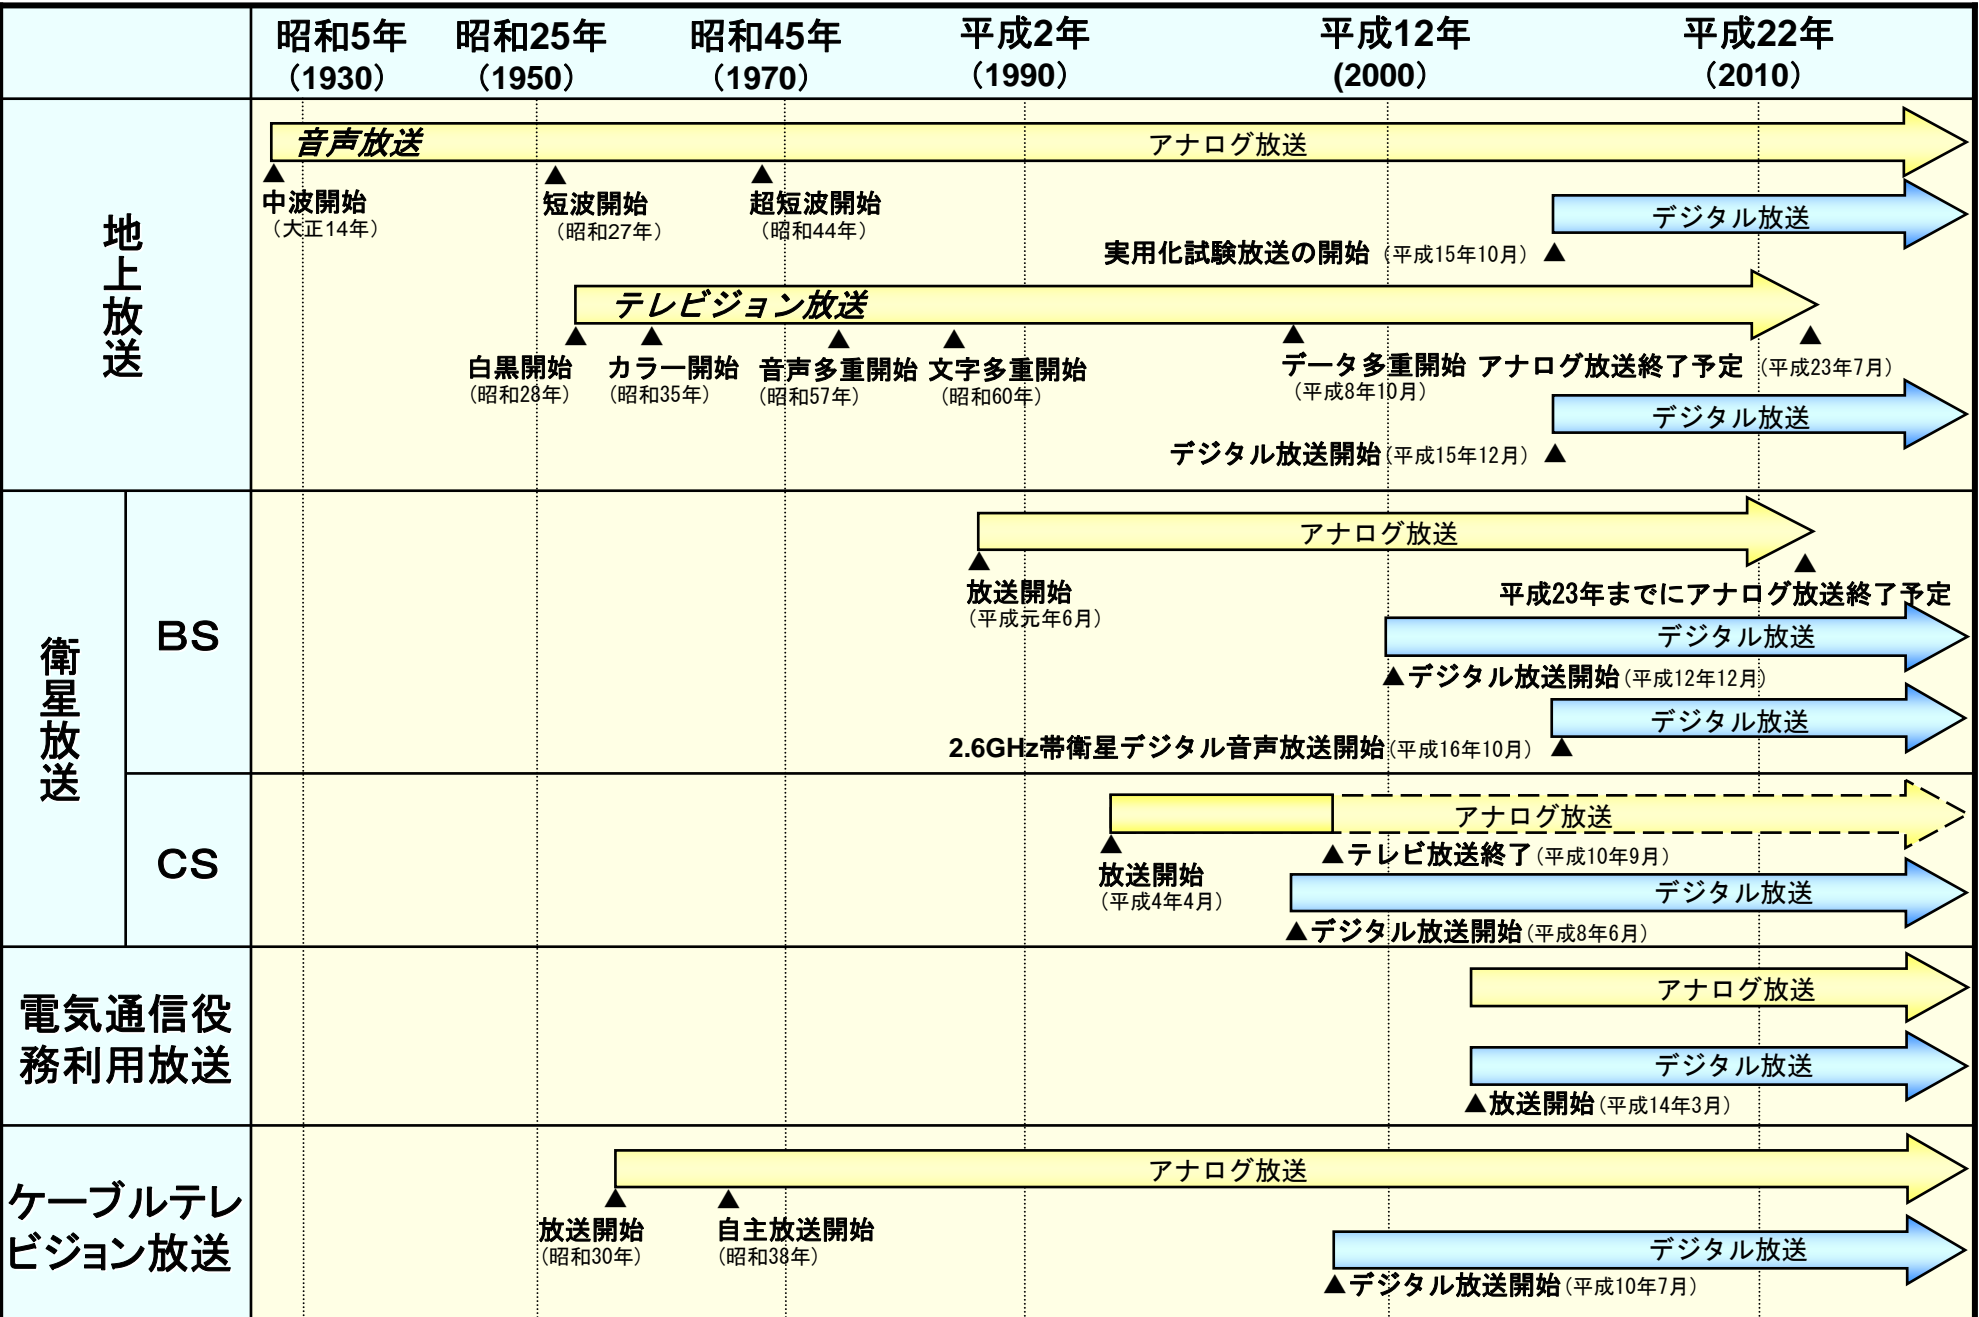 昭和5年 昭和25年 昭和45年 平成2年 平成12年 平成22年
（1930） （1950） （1970） （1990） (2000） （2010）
地上放送
音声放送 アナログ放送
▲ ▲ ▲
中波開始 短波開始 超短波開始
（大正14年） （昭和27年） （昭和44年）
デジタル放送
実用化試験放送の開始（平成15年10月）▲
テレビジョン放送
▲ ▲ ▲ ▲ ▲ ▲
白黒開始 カラー開始 音声多重開始 文字多重開始 データ多重開始 アナログ放送終了予定（平成23年7月）
（昭和28年） （昭和35年） （昭和57年） （昭和60年） （平成8年10月）
デジタル放送
デジタル放送開始（平成15年12月）▲
衛星放送
BS
アナログ放送
▲ ▲
放送開始 平成23年までにアナログ放送終了予定
（平成元年6月）
デジタル放送
▲デジタル放送開始（平成12年12月）
デジタル放送
2.6GHz帯衛星デジタル音声放送開始（平成16年10月）▲
CS
アナログ放送
▲ ▲テレビ放送終了（平成10年9月）
放送開始
（平成4年4月）
デジタル放送
▲デジタル放送開始（平成8年6月）
電気通信役
務利用放送
アナログ放送
デジタル放送
▲放送開始（平成14年3月）
ケーブルテレ
ビジョン放送
アナログ放送
▲ ▲
放送開始 自主放送開始
（昭和30年） （昭和38年）
デジタル放送
▲デジタル放送開始（平成10年7月）